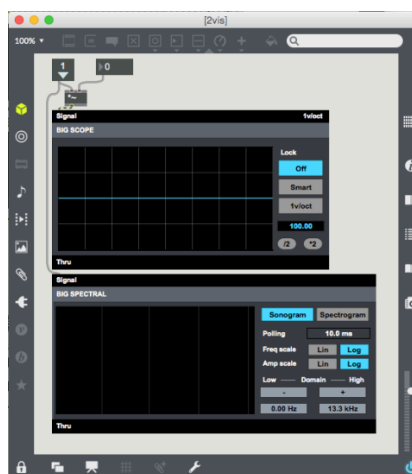 [2vis]
100%
1
0
*~
Signal 1v/oct
BIG SCOPE
Lock
Off
Smart
1v/oct
100.00
/2 *2
Thru
Signal
BIG SPECTRAL
Sonogram Spectrogram
Polling 10.0 ms
Freq scale Lin Log
Amp scale Lin Log
Low Domain High
- +
0.00 Hz 13.3 kHz
Thru